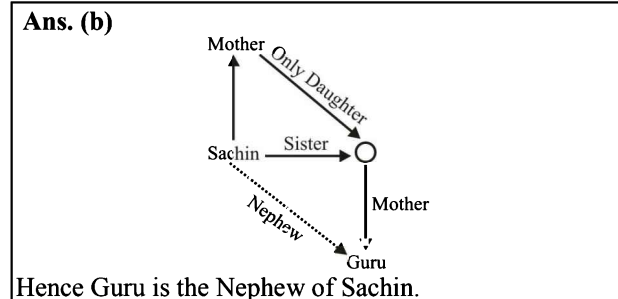 Ans. (b)
Mother
Only Daughter
Sachin
Sister
Mother
Nephew
Guru
Hence Guru is the Nephew of Sachin.